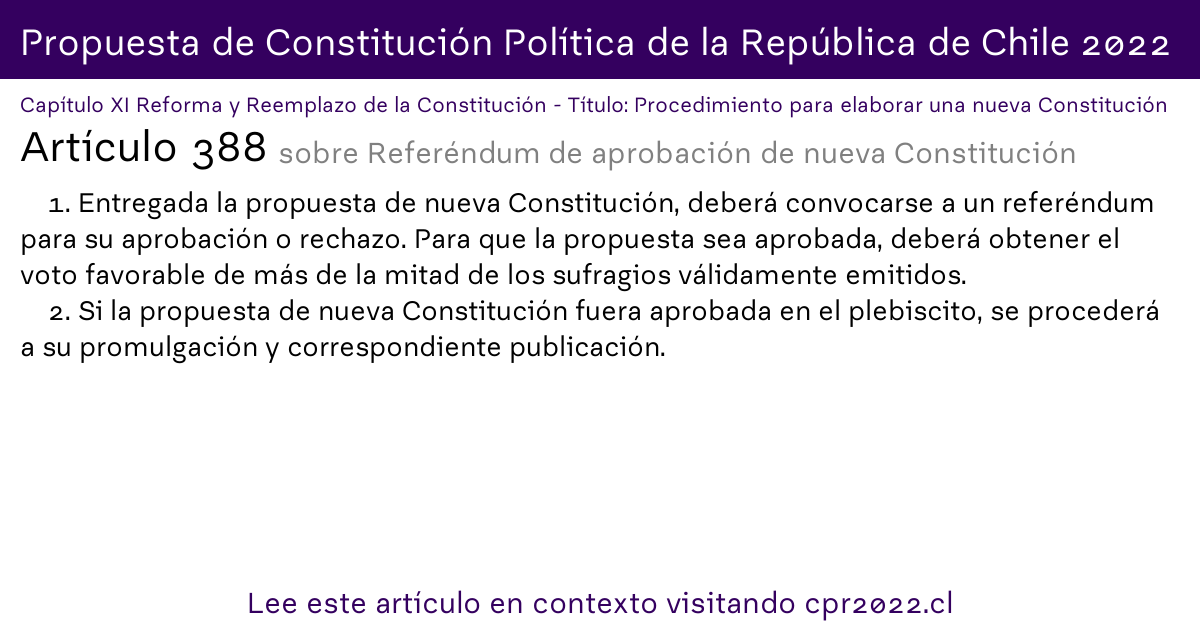 Propuesta de Constitución Política de la República de Chile 2022
Capítulo XI Reforma y Reemplazo de la Constitución - Título: Procedimiento para elaborar una nueva Constitución
Artículo 388 sobre Referéndum de aprobación de nueva Constitución
1. Entregada la propuesta de nueva Constitución, deberá convocarse a un referéndum
para su aprobación o rechazo. Para que la propuesta sea aprobada, deberá obtener el
voto favorable de más de la mitad de los sufragios válidamente emitidos.
2. Si la propuesta de nueva Constitución fuera aprobada en el plebiscito, se procederá
a su promulgación y correspondiente publicación.
Lee este artículo en contexto visitando cpr2022.cl